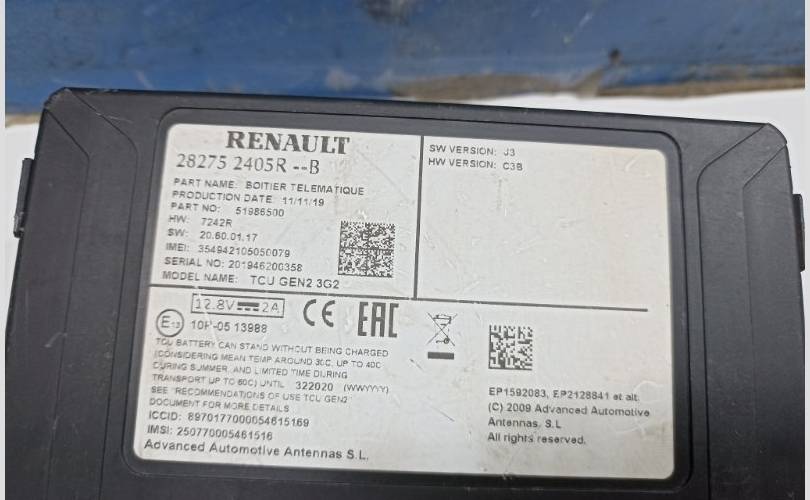 RENAULT
28275 2405R --B
PART NAME: BOITIER TELEMATIQUE
PRODUCTION DATE: 11/11/19
PART NO: 51986500
HW: 7242R
SW: 20.60.01.17
IMEI: 354942105050079
SERIAL NO: 201946200358
MODEL NAME: TCU GEN2 3G2
SW VERSION: J3
HW VERSION: C3B
12.8V 2A
CE
EAC
E13
10R-05 13988
TCU BATTERY CAN STAND WITHOUT BEING CHARGED
(CONSIDERING MEAN TEMP AROUND 30C, UP TO 40C
DURING SUMMER, AND LIMITED TIME DURING
TRANSPORT UP TO 60C) UNTIL 322020 (WWYYYY)
SEE "RECOMMENDATIONS OF USE TCU GEN2"
DOCUMENT FOR MORE DETAILS
ICCID: 8970177000054615169
IMSI: 250770005461516
Advanced Automotive Antennas S.L.
EP1592083, EP2128841 et alt.
(C) 2009 Advanced Automotive
Antennas, S.L
All rights reserved.